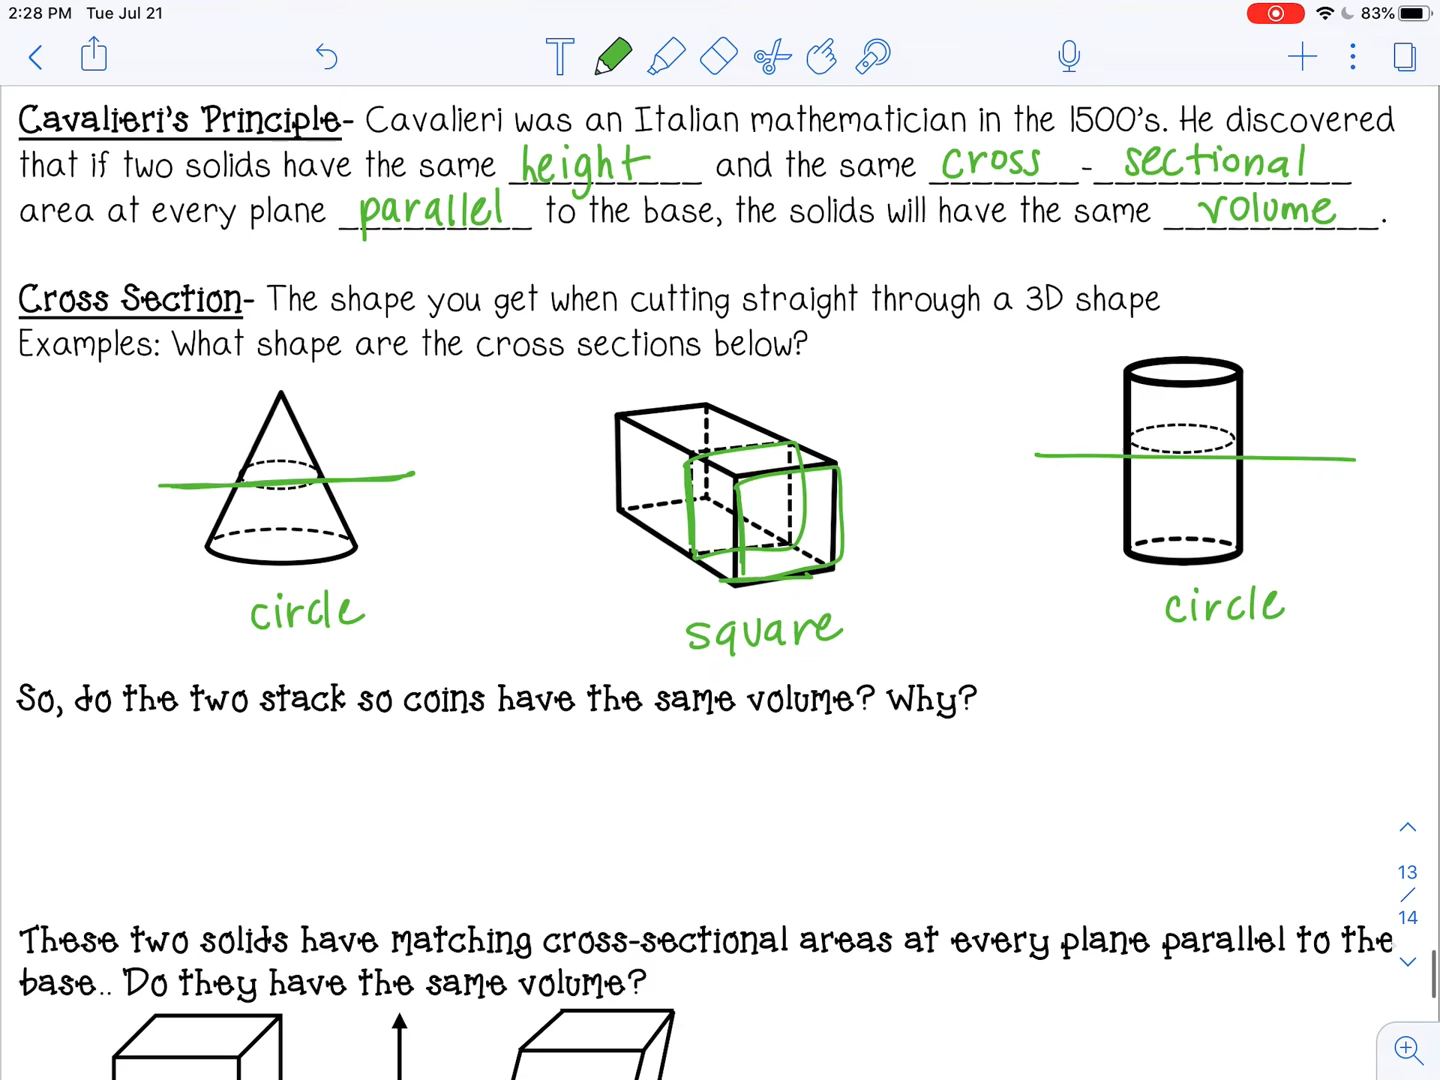 2:28 PM Tue Jul 21
83%
T
Cavalieri's Principle- Cavalieri was an Italian mathematician in the 1500's. He discovered
that if two solids have the same height and the same cross - sectional
area at every plane parallel to the base, the solids will have the same volume.
Cross Section- The shape you get when cutting straight through a 3D shape
Examples: What shape are the cross sections below?
circle
square
circle
So, do the two stack so coins have the same volume? Why?
13
/
14
These two solids have matching cross-sectional areas at every plane parallel to the
base.. Do they have the same volume?